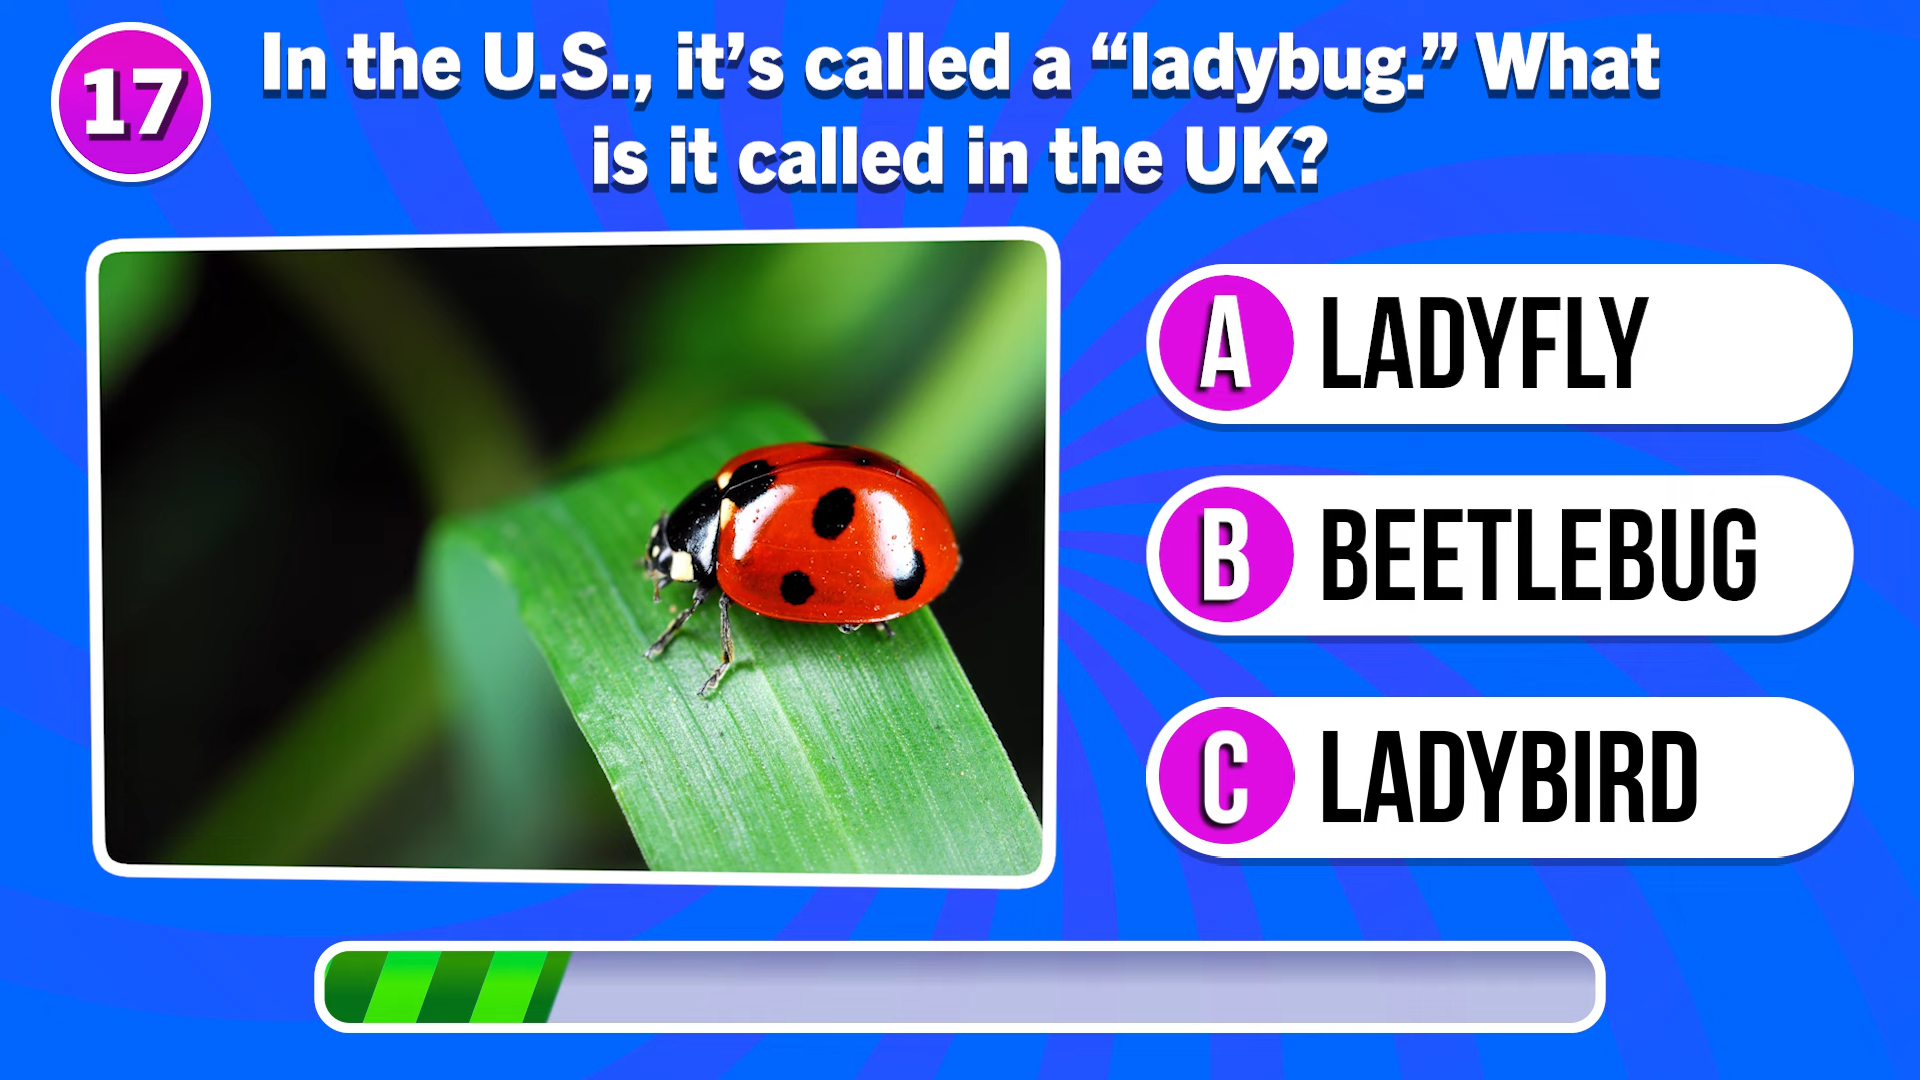 17
In the U.S., it’s called a “ladybug.” What
is it called in the UK?
A LADYFLY
B BEETLEBUG
C LADYBIRD